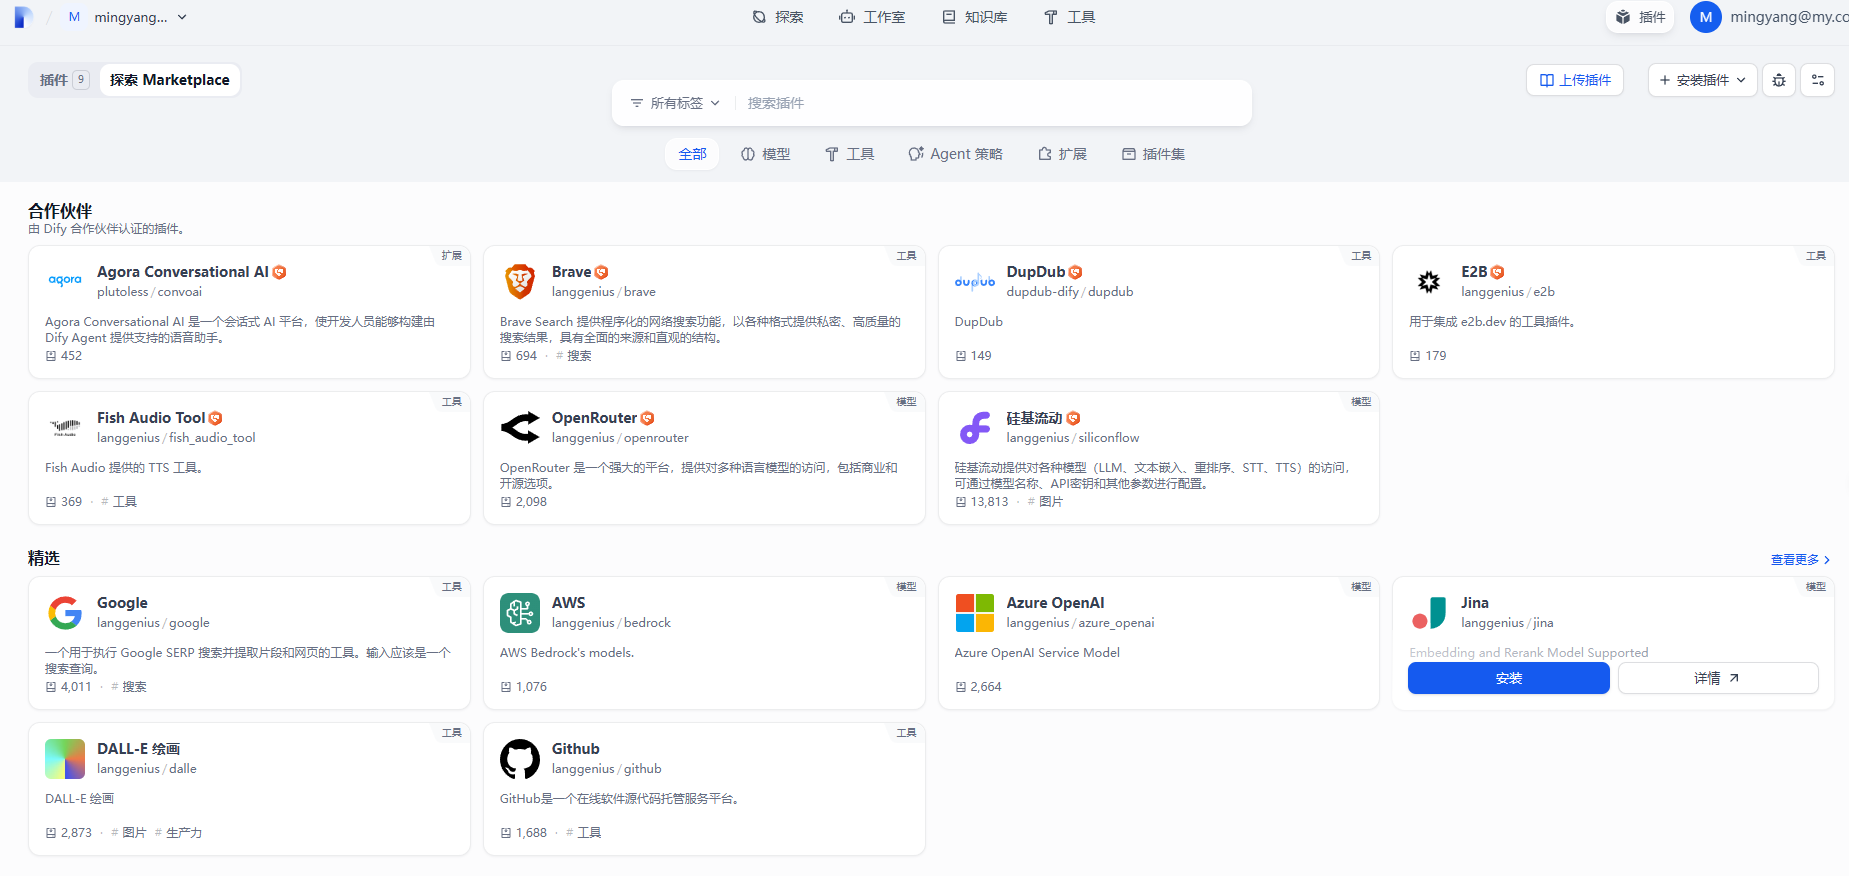 M mingyang...
探索
工作室
知识库
工具
插件
M mingyang@my.co
插件 9
探索 Marketplace
所有标签
搜索插件
上传插件
安装插件
全部
模型
工具
Agent 策略
扩展
插件集
合作伙伴
由 Dify 合作伙伴认证的插件。
扩展
agora
Agora Conversational AI
plutoless / convoai
Agora Conversational AI 是一个会话式 AI 平台，使开发人员能够构建由
Dify Agent 提供支持的语音助手。
452
工具
Brave
langgenius / brave
Brave Search 提供程序化的网络搜索功能，以各种格式提供私密、高质量的
搜索结果，具有全面的来源和直观的结构。
694 · # 搜索
工具
dupdub
DupDub
dupdub-dify / dupdub
DupDub
149
工具
E2B
langgenius / e2b
用于集成 e2b.dev 的工具插件。
179
工具
Fish Audio
Fish Audio Tool
langgenius / fish_audio_tool
Fish Audio 提供的 TTS 工具。
369 · # 工具
模型
OpenRouter
langgenius / openrouter
OpenRouter 是一个强大的平台，提供对多种语言模型的访问，包括商业和
开源选项。
2,098
模型
硅基流动
langgenius / siliconflow
硅基流动提供对各种模型（LLM、文本嵌入、重排序、STT、TTS）的访问，
可通过模型名称、API密钥和其他参数进行配置。
13,813 · # 图片
精选
查看更多
工具
Google
langgenius / google
一个用于执行 Google SERP 搜索并提取片段和网页的工具。输入应该是一个
搜索查询。
4,011 · # 搜索
模型
AWS
langgenius / bedrock
AWS Bedrock's models.
1,076
模型
Azure OpenAI
langgenius / azure_openai
Azure OpenAI Service Model
2,664
模型
Jina
langgenius / jina
Embedding and Rerank Model Supported
安装
详情
工具
DALL-E 绘画
langgenius / dalle
DALL-E 绘画
2,873 · # 图片 # 生产力
工具
Github
langgenius / github
GitHub是一个在线软件源代码托管服务平台。
1,688 · # 工具